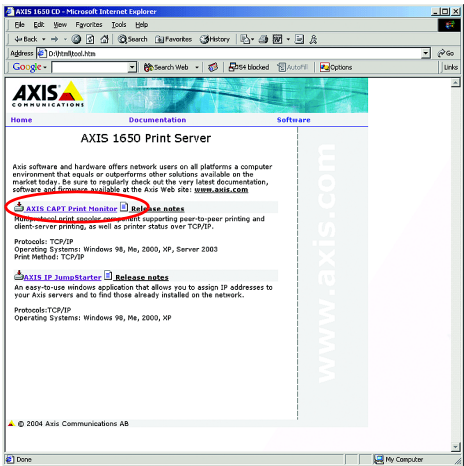 AXIS 1650 CD - Microsoft Internet Explorer
File Edit View Favorites Tools Help
Back Search Favorites History
Address D:\html\tool.htm Go
Google Search Web 254 blocked AutoFill Options Links
AXIS
COMMUNICATIONS
Home Documentation Software
AXIS 1650 Print Server
Axis software and hardware offers network users on all platforms a computer
environment that equals or outperforms other solutions available on the
market today. Be sure to regularly check out the very latest documentation,
software and firmware available at the Axis Web site: www.axis.com
AXIS CAPT Print Monitor Release notes
Multiprotocol print spooler component supporting peer-to-peer printing and
client-server printing, as well as printer status over TCP/IP.
Protocols: TCP/IP
Operating Systems: Windows 98, Me, 2000, XP, Server 2003
Print Method: TCP/IP
AXIS IP JumpStarter Release notes
An easy-to-use windows application that allows you to assign IP addresses to
your Axis servers and to find those already installed on the network.
Protocols:TCP/IP
Operating Systems: Windows 98, Me, 2000, XP
www.axis.com
© 2004 Axis Communications AB
Done My Computer